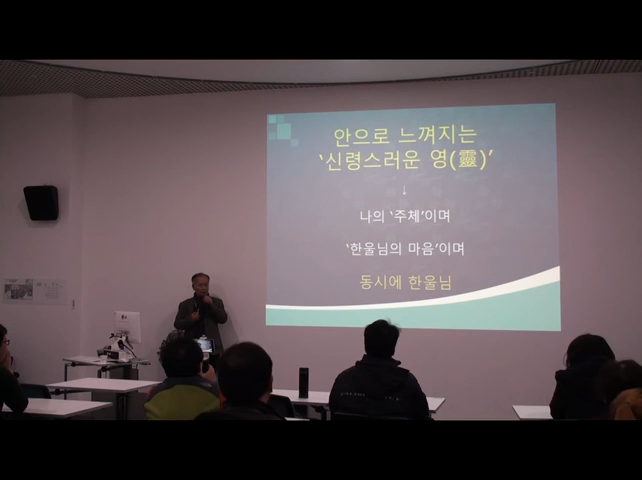 안으로 느껴지는
‘신령스러운 영(靈)’
↓
나의 ‘주체’이며
‘한울님의 마음’이며
동시에 한울님